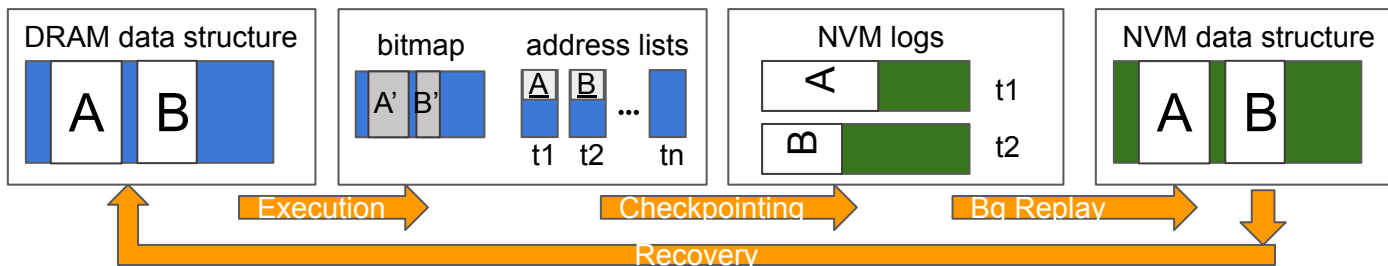 DRAM data structure
A B
bitmap
A' B'
address lists
A B ...
t1 t2 tn
NVM logs
A t1
B t2
NVM data structure
A B
Execution
Checkpointing
Bg Replay
Recovery